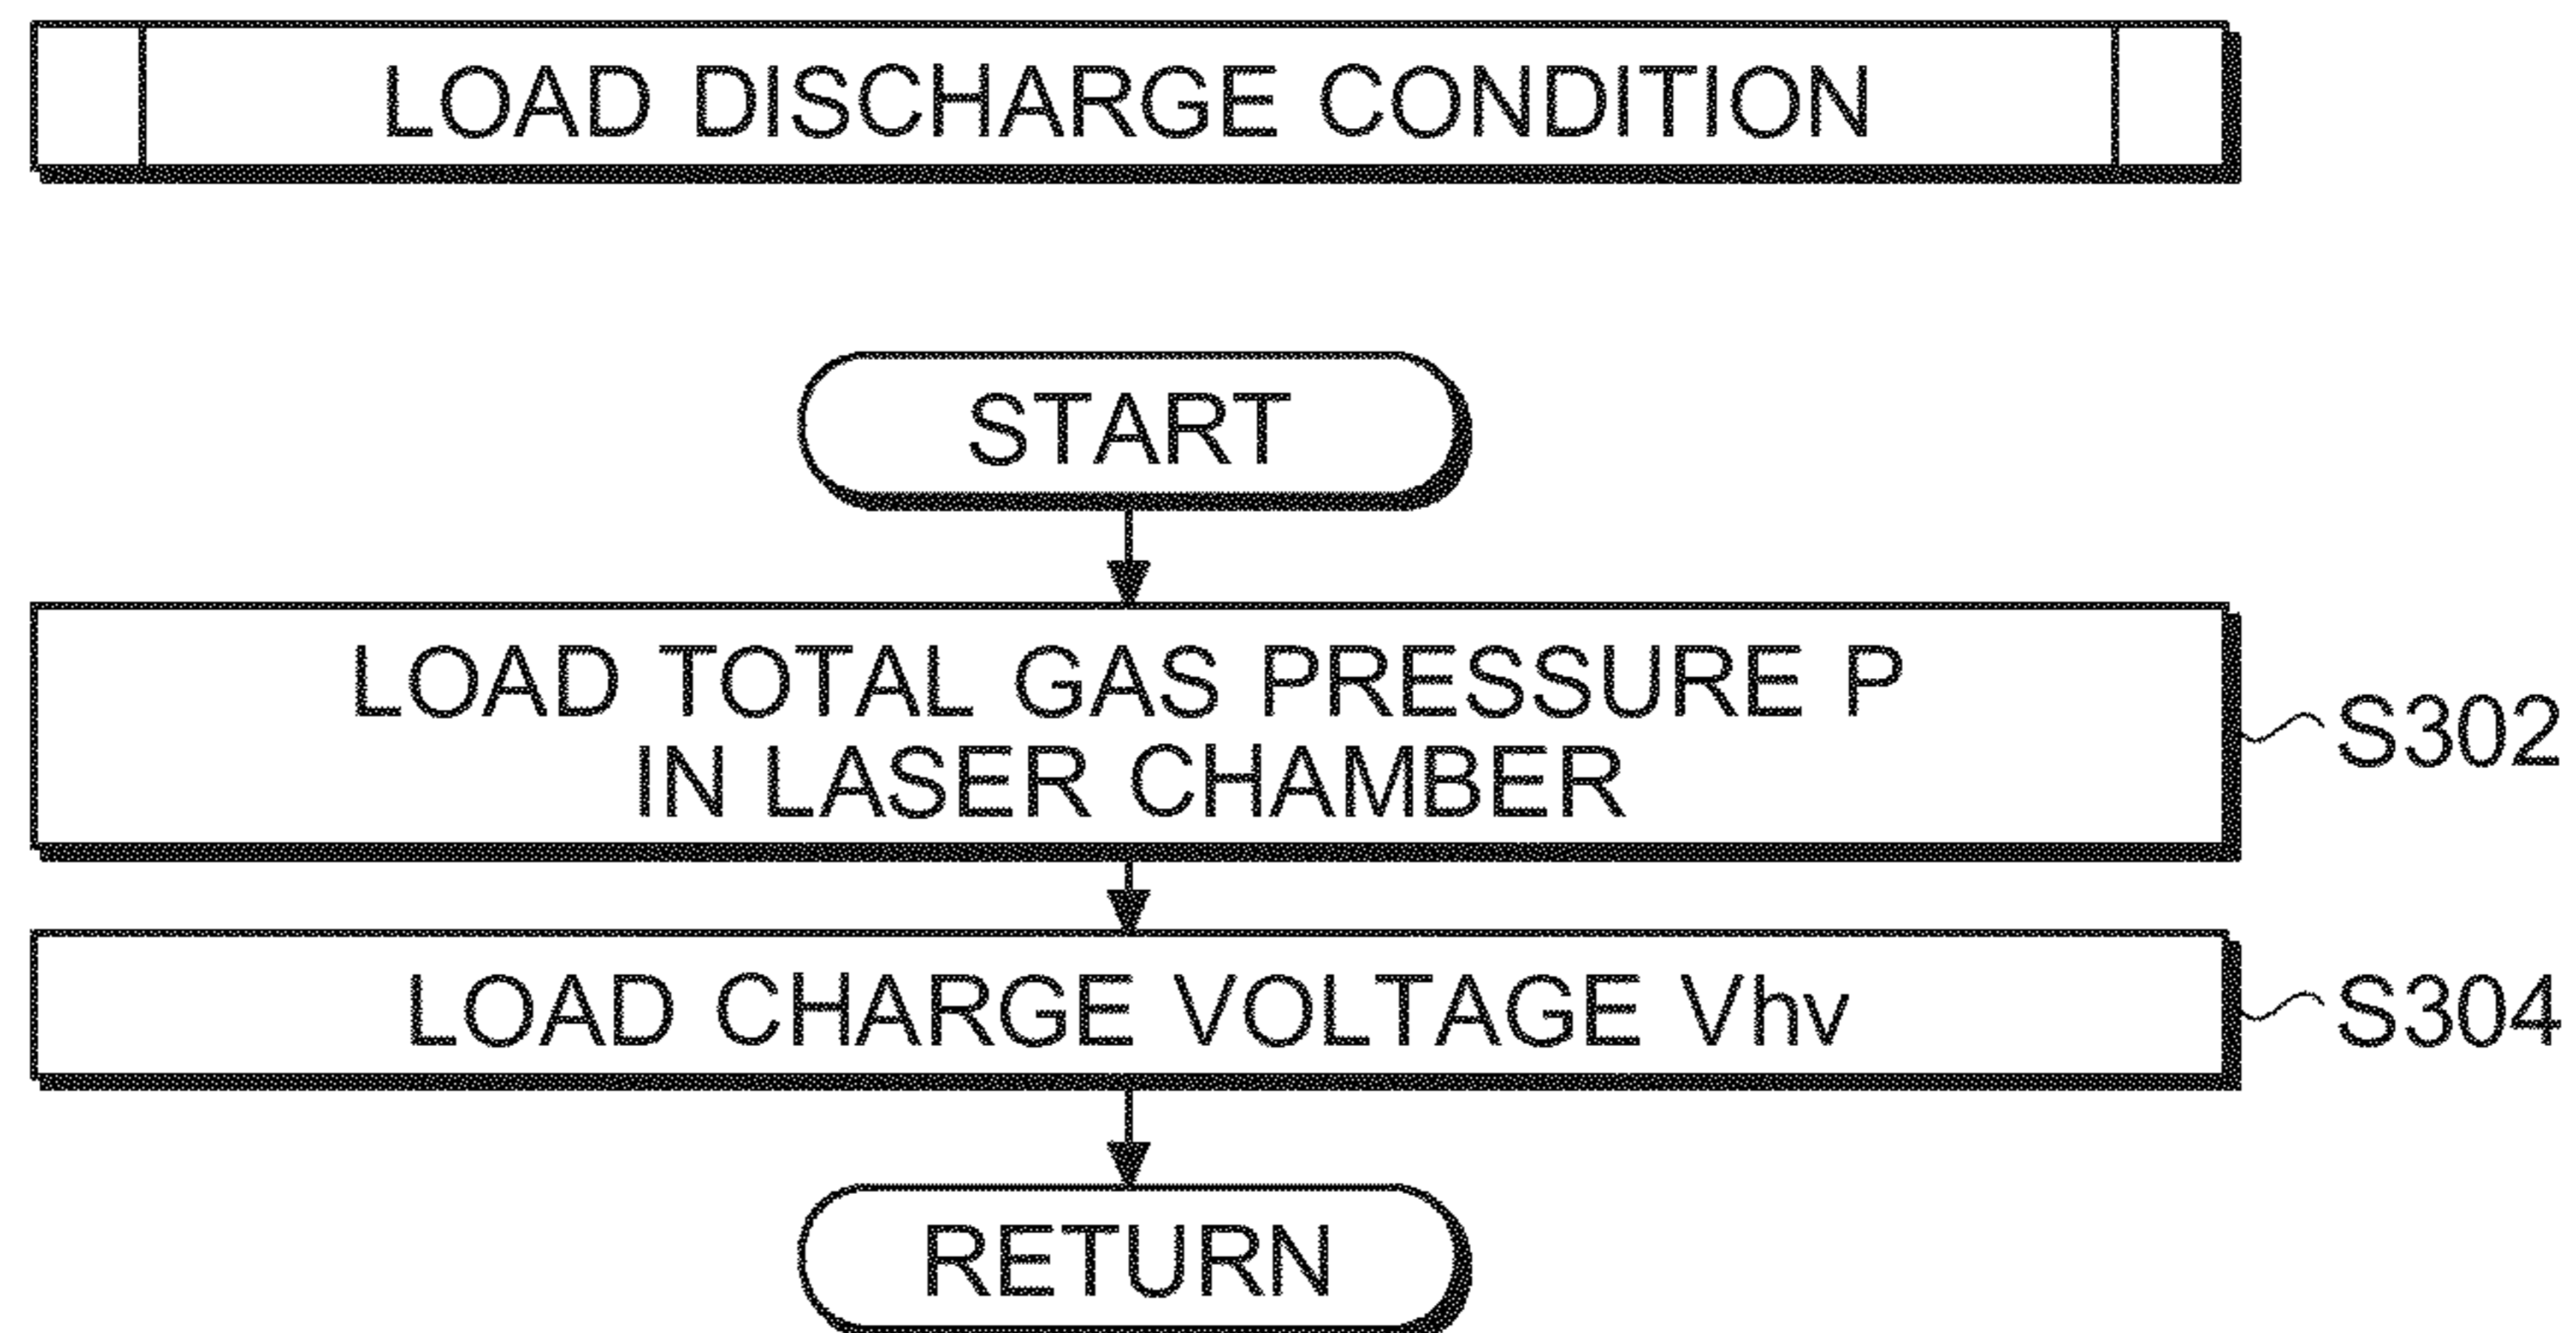 LOAD DISCHARGE CONDITION
START
LOAD TOTAL GAS PRESSURE P
IN LASER CHAMBER
S302
LOAD CHARGE VOLTAGE Vhv
S304
RETURN